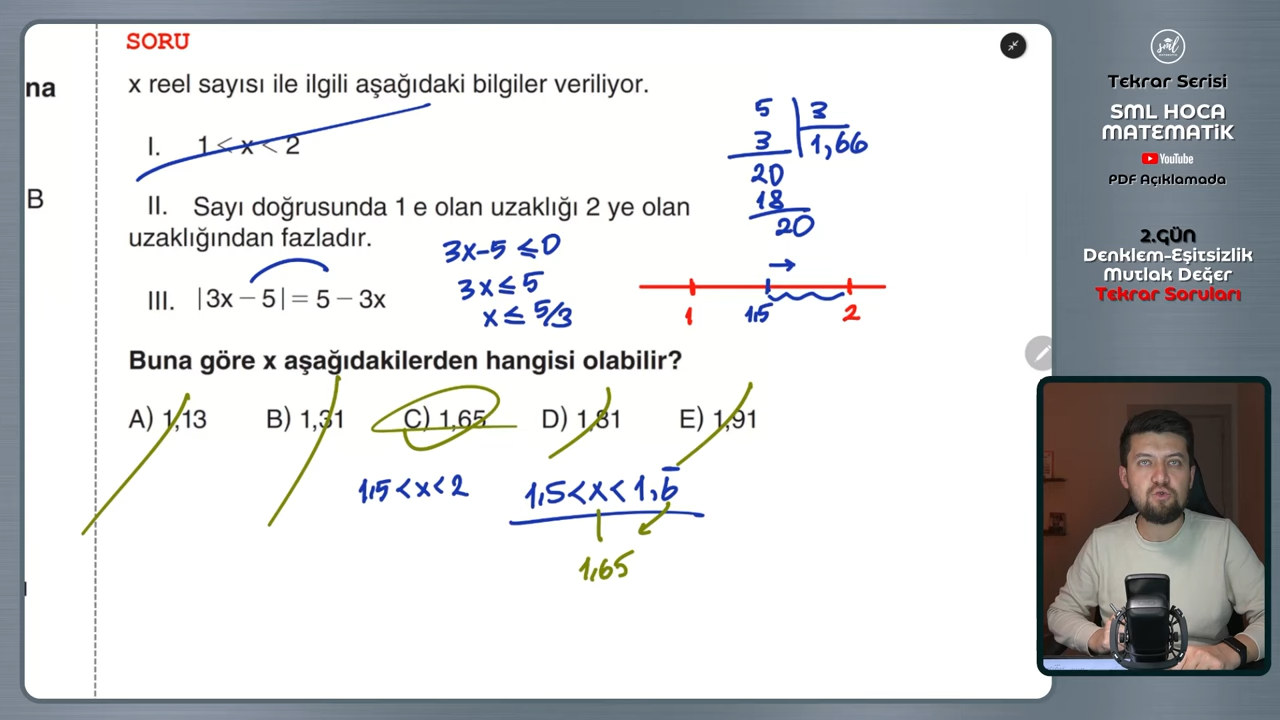 SORU
na
x reel sayısı ile ilgili aşağıdaki bilgiler veriliyor.
I. 1 < x < 2
B
II. Sayı doğrusunda 1 e olan uzaklığı 2 ye olan
uzaklığından fazladır.
III. |3x – 5| = 5 – 3x
3x-5 ≤ 0
3x ≤ 5
x ≤ 5/3
5 3
3 1,66
20
18
20
1 1,5 2
Buna göre x aşağıdakilerden hangisi olabilir?
A) 1,13 B) 1,31 C) 1,65 D) 1,81 E) 1,91
1,5 < x < 2 1,5 < x < 1,6̅
1,65
sml
Tekrar Serisi
SML HOCA
MATEMATİK
YouTube
PDF Açıklamada
2.GÜN
Denklem-Eşitsizlik
Mutlak Değer
Tekrar Soruları